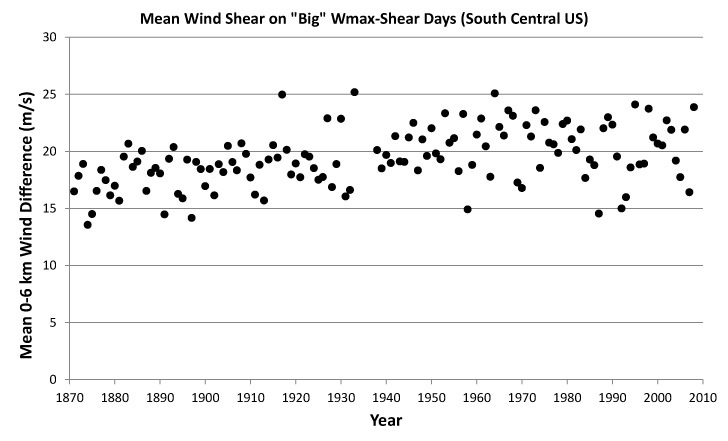 Mean Wind Shear on "Big" Wmax-Shear Days (South Central US)
30
25
20
15
10
5
0
Mean 0-6 km Wind Difference (m/s)
1870 1880 1890 1900 1910 1920 1930 1940 1950 1960 1970 1980 1990 2000 2010
Year